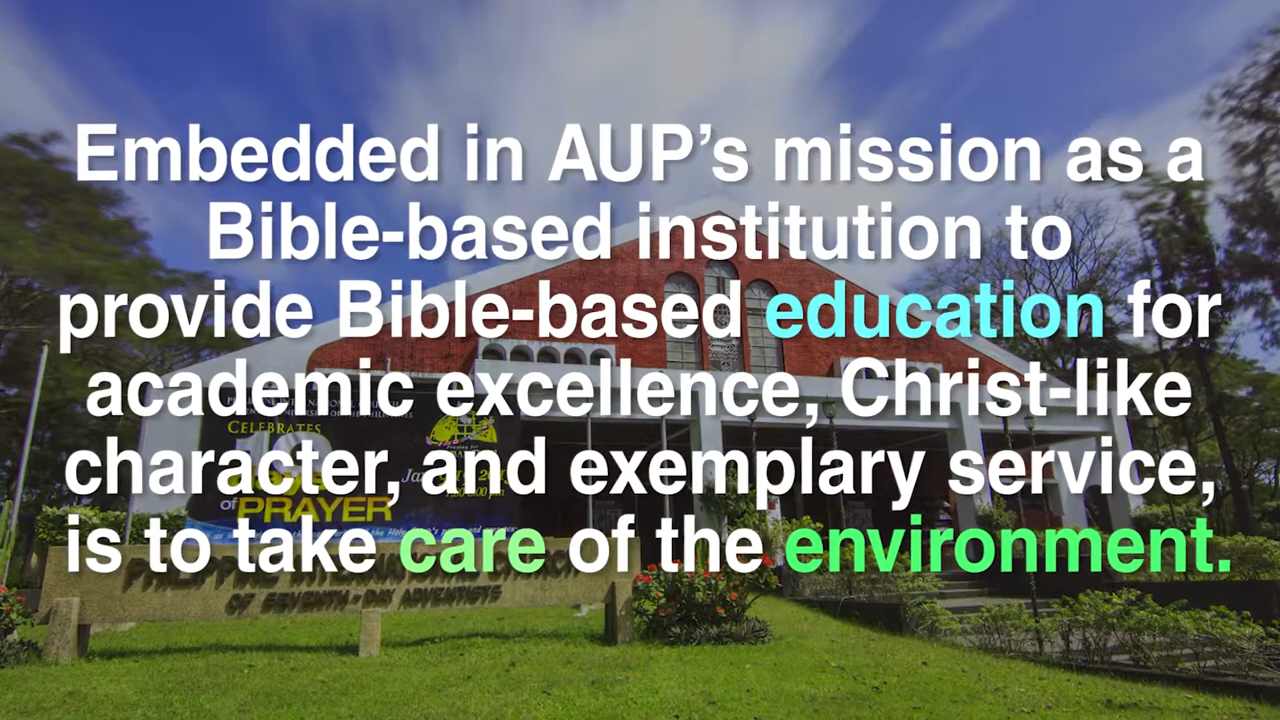 Embedded in AUP’s mission as a
Bible-based institution to
provide Bible-based education for
academic excellence, Christ-like
character, and exemplary service,
is to take care of the environment.
CELEBRATES
of PRAYER
OF SEVENTH-DAY ADVENTISTS